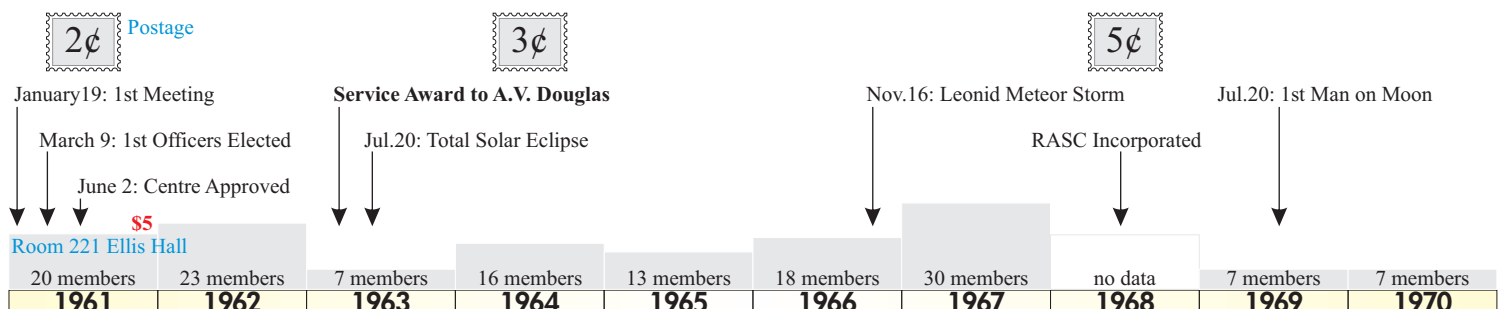 2¢ Postage 3¢ 5¢
January19: 1st Meeting Service Award to A.V. Douglas Nov.16: Leonid Meteor Storm Jul.20: 1st Man on Moon
March 9: 1st Officers Elected Jul.20: Total Solar Eclipse RASC Incorporated
June 2: Centre Approved
$5
Room 221 Ellis Hall
20 members 23 members 7 members 16 members 13 members 18 members 30 members no data 7 members 7 members
1961 1962 1963 1964 1965 1966 1967 1968 1969 1970